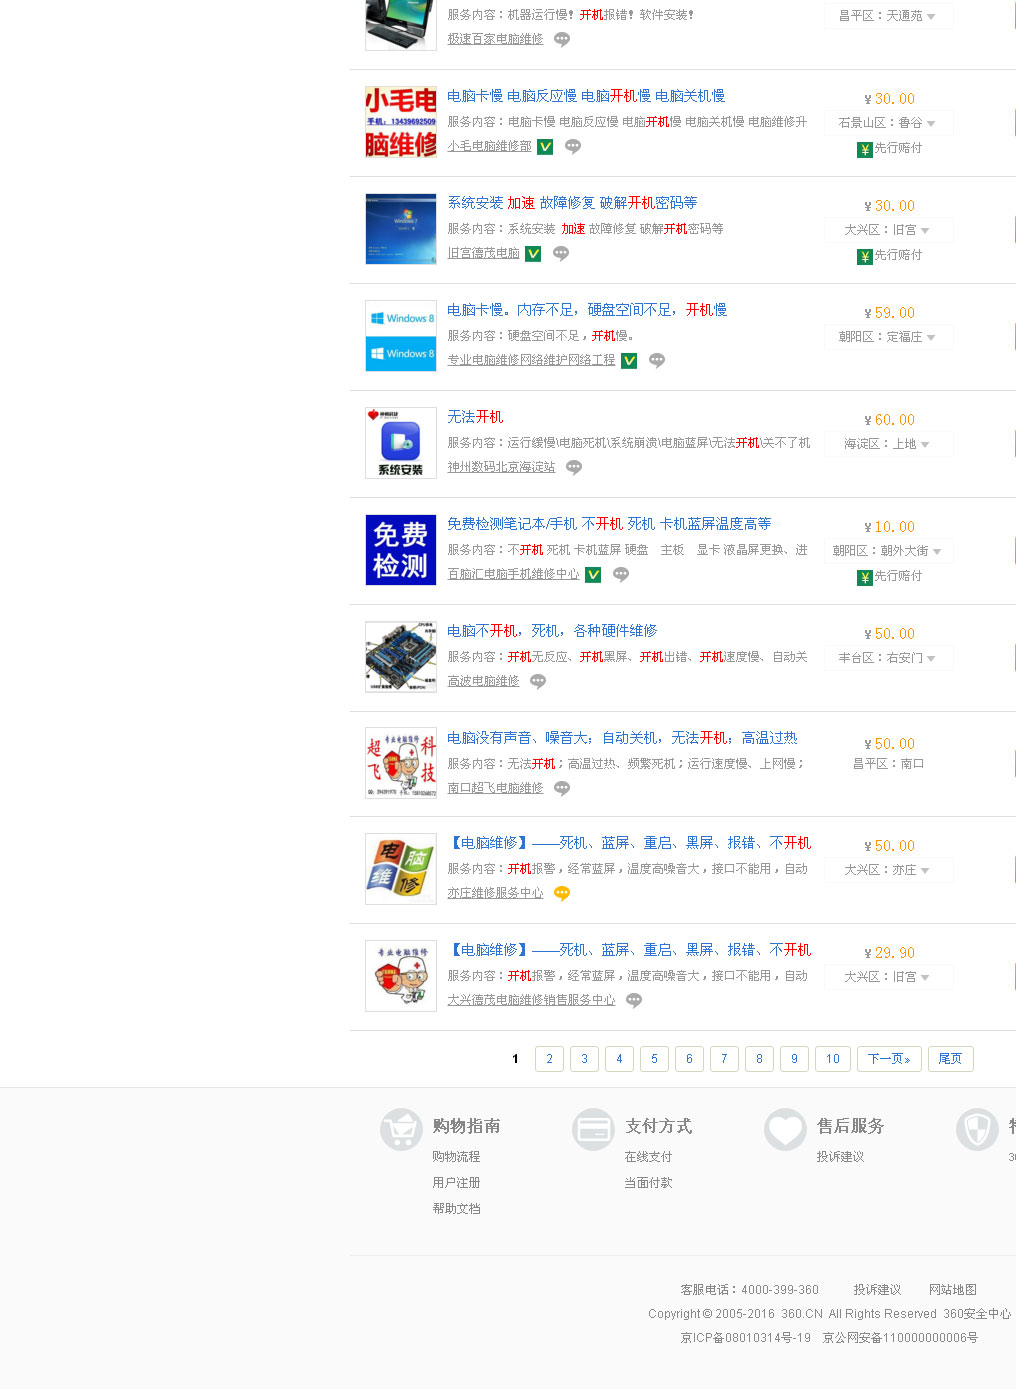 服务内容：机器运行慢！开机报错！软件安装！
昌平区：天通苑
极速百家电脑维修
小毛电
手机：13439692509
脑维修
电脑卡慢 电脑反应慢 电脑开机慢 电脑关机慢
¥ 30.00
服务内容：电脑卡慢 电脑反应慢 电脑开机慢 电脑关机慢 电脑维修升
石景山区：鲁谷
小毛电脑维修部
¥先行赔付
系统安装 加速 故障修复 破解开机密码等
¥ 30.00
服务内容：系统安装 加速 故障修复 破解开机密码等
大兴区：旧宫
旧宫德茂电脑
¥先行赔付
Windows 8
Windows 8
电脑卡慢。内存不足，硬盘空间不足，开机慢
¥ 59.00
服务内容：硬盘空间不足，开机慢。
朝阳区：定福庄
专业电脑维修网络维护网络工程
系统安装
无法开机
¥ 60.00
服务内容：运行缓慢\电脑死机\系统崩溃\电脑蓝屏\无法开机\关不了机
海淀区：上地
神州数码北京海淀站
免费
检测
免费检测笔记本/手机 不开机 死机 卡机蓝屏温度高等
¥ 10.00
服务内容：不开机 死机 卡机蓝屏 硬盘 主板 显卡 液晶屏更换、进
朝阳区：朝外大街
百脑汇电脑手机维修中心
¥先行赔付
电脑不开机，死机，各种硬件维修
¥ 50.00
服务内容：开机无反应、开机黑屏、开机出错、开机速度慢、自动关
丰台区：右安门
高波电脑维修
专业电脑维修
超飞
科技
电脑没有声音、噪音大；自动关机，无法开机；高温过热
¥ 50.00
服务内容：无法开机；高温过热、频繁死机；运行速度慢、上网慢；
昌平区：南口
南口超飞电脑维修
电脑
维修
【电脑维修】——死机、蓝屏、重启、黑屏、报错、不开机
¥ 50.00
服务内容：开机报警，经常蓝屏，温度高噪音大，接口不能用，自动
大兴区：亦庄
亦庄维修服务中心
专业电脑维修
【电脑维修】——死机、蓝屏、重启、黑屏、报错、不开机
¥ 29.90
服务内容：开机报警，经常蓝屏，温度高噪音大，接口不能用，自动
大兴区：旧宫
大兴德茂电脑维修销售服务中心
1 2 3 4 5 6 7 8 9 10 下一页» 尾页
购物指南 支付方式 售后服务
购物流程 在线支付 投诉建议
用户注册 当面付款
帮助文档
客服电话：4000-399-360 投诉建议 网站地图
Copyright © 2005-2016 360.CN All Rights Reserved 360安全中心
京ICP备08010314号-19 京公网安备110000000006号